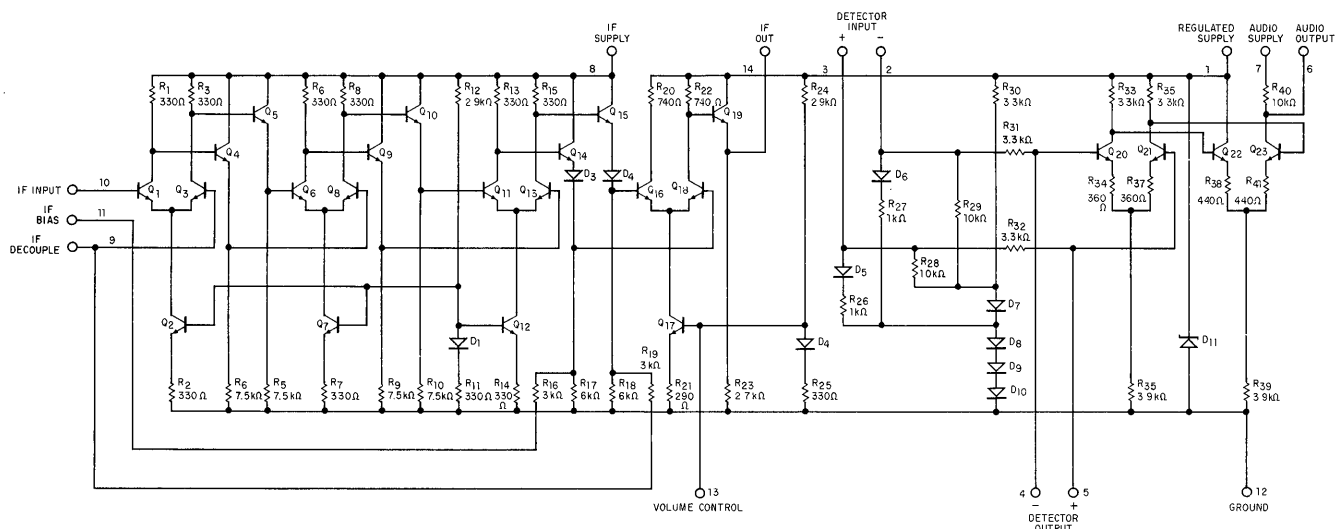 DETECTOR INPUT
+ -
IF SUPPLY
IF OUT
REGULATED SUPPLY
AUDIO SUPPLY
AUDIO OUTPUT
8
14
3
2
1
7
6
R1 330Ω
R3 330Ω
R6 330Ω
R8 330Ω
R12 2.9kΩ
R13 330Ω
R15 330Ω
R20 740Ω
R22 740Ω
R24 2.9kΩ
R30 3.3kΩ
R33 3.3kΩ
R35 3.3kΩ
R40 10kΩ
Q5
Q10
Q15
Q19
R31 3.3kΩ
Q4
Q9
Q14
Q20
Q21
Q22
Q23
D3
D4
D6
IF INPUT 10
Q1
Q3
Q6
Q8
Q11
Q13
Q16
Q18
R34 360Ω
R37 360Ω
R38 440Ω
R41 440Ω
R27 1kΩ
R29 10kΩ
IF BIAS 11
IF DECOUPLE 9
R32 3.3kΩ
R28 10kΩ
D5
R26 1kΩ
D7
Q2
Q7
Q12
Q17
D1
D4
D8
D9
D10
D11
R2 330Ω
R6 7.5kΩ
R5 7.5kΩ
R7 330Ω
R9 7.5kΩ
R10 7.5kΩ
R11 330Ω
R14 330Ω
R16 3kΩ
R17 6kΩ
R18 6kΩ
R19 3kΩ
R21 290Ω
R23 2.7kΩ
R25 330Ω
R35 3.9kΩ
R39 3.9kΩ
13
VOLUME CONTROL
4 5
- +
DETECTOR OUTPUT
12
GROUND